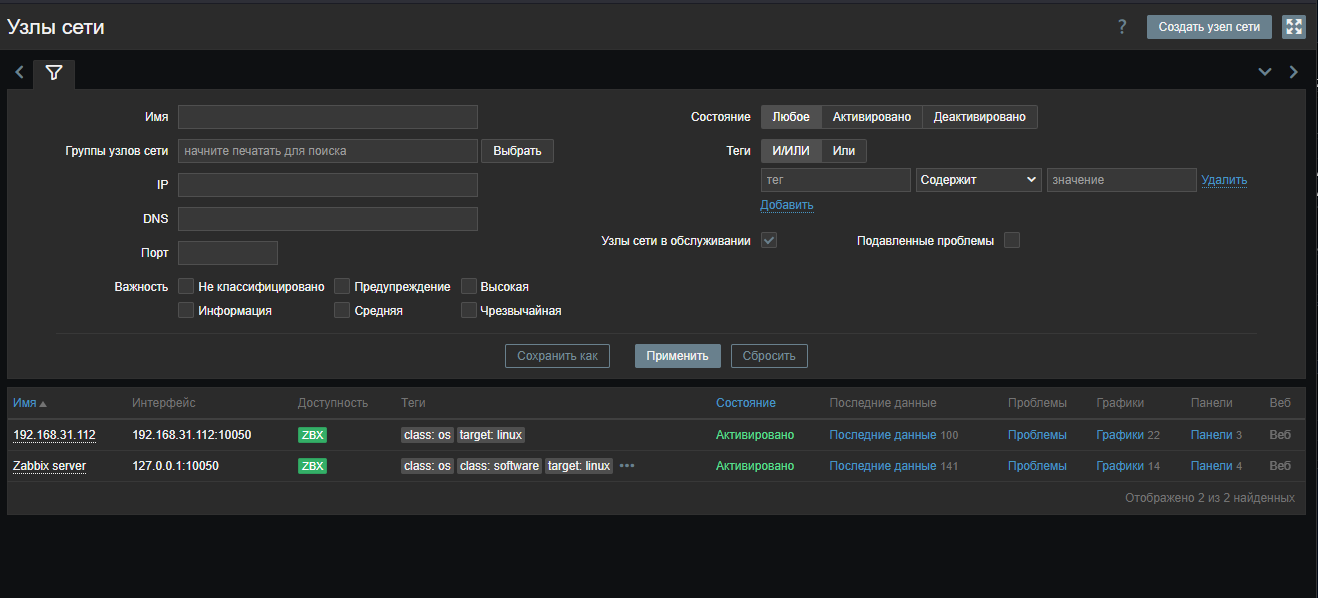 Узлы сети
?
Создать узел сети
Имя
Группы узлов сети начните печатать для поиска Выбрать
IP
DNS
Порт
Важность Не классифицировано Предупреждение Высокая
Информация Средняя Чрезвычайная
Состояние Любое Активировано Деактивировано
Теги И/ИЛИ Или
тег Содержит значение Удалить
Добавить
Узлы сети в обслуживании Подавленные проблемы
Сохранить как Применить Сбросить
Имя Интерфейс Доступность Теги Состояние Последние данные Проблемы Графики Панели Веб
192.168.31.112 192.168.31.112:10050 ZBX class: os target: linux Активировано Последние данные 100 Проблемы Графики 22 Панели 3 Веб
Zabbix server 127.0.0.1:10050 ZBX class: os class: software target: linux ••• Активировано Последние данные 141 Проблемы Графики 14 Панели 4 Веб
Отображено 2 из 2 найденных